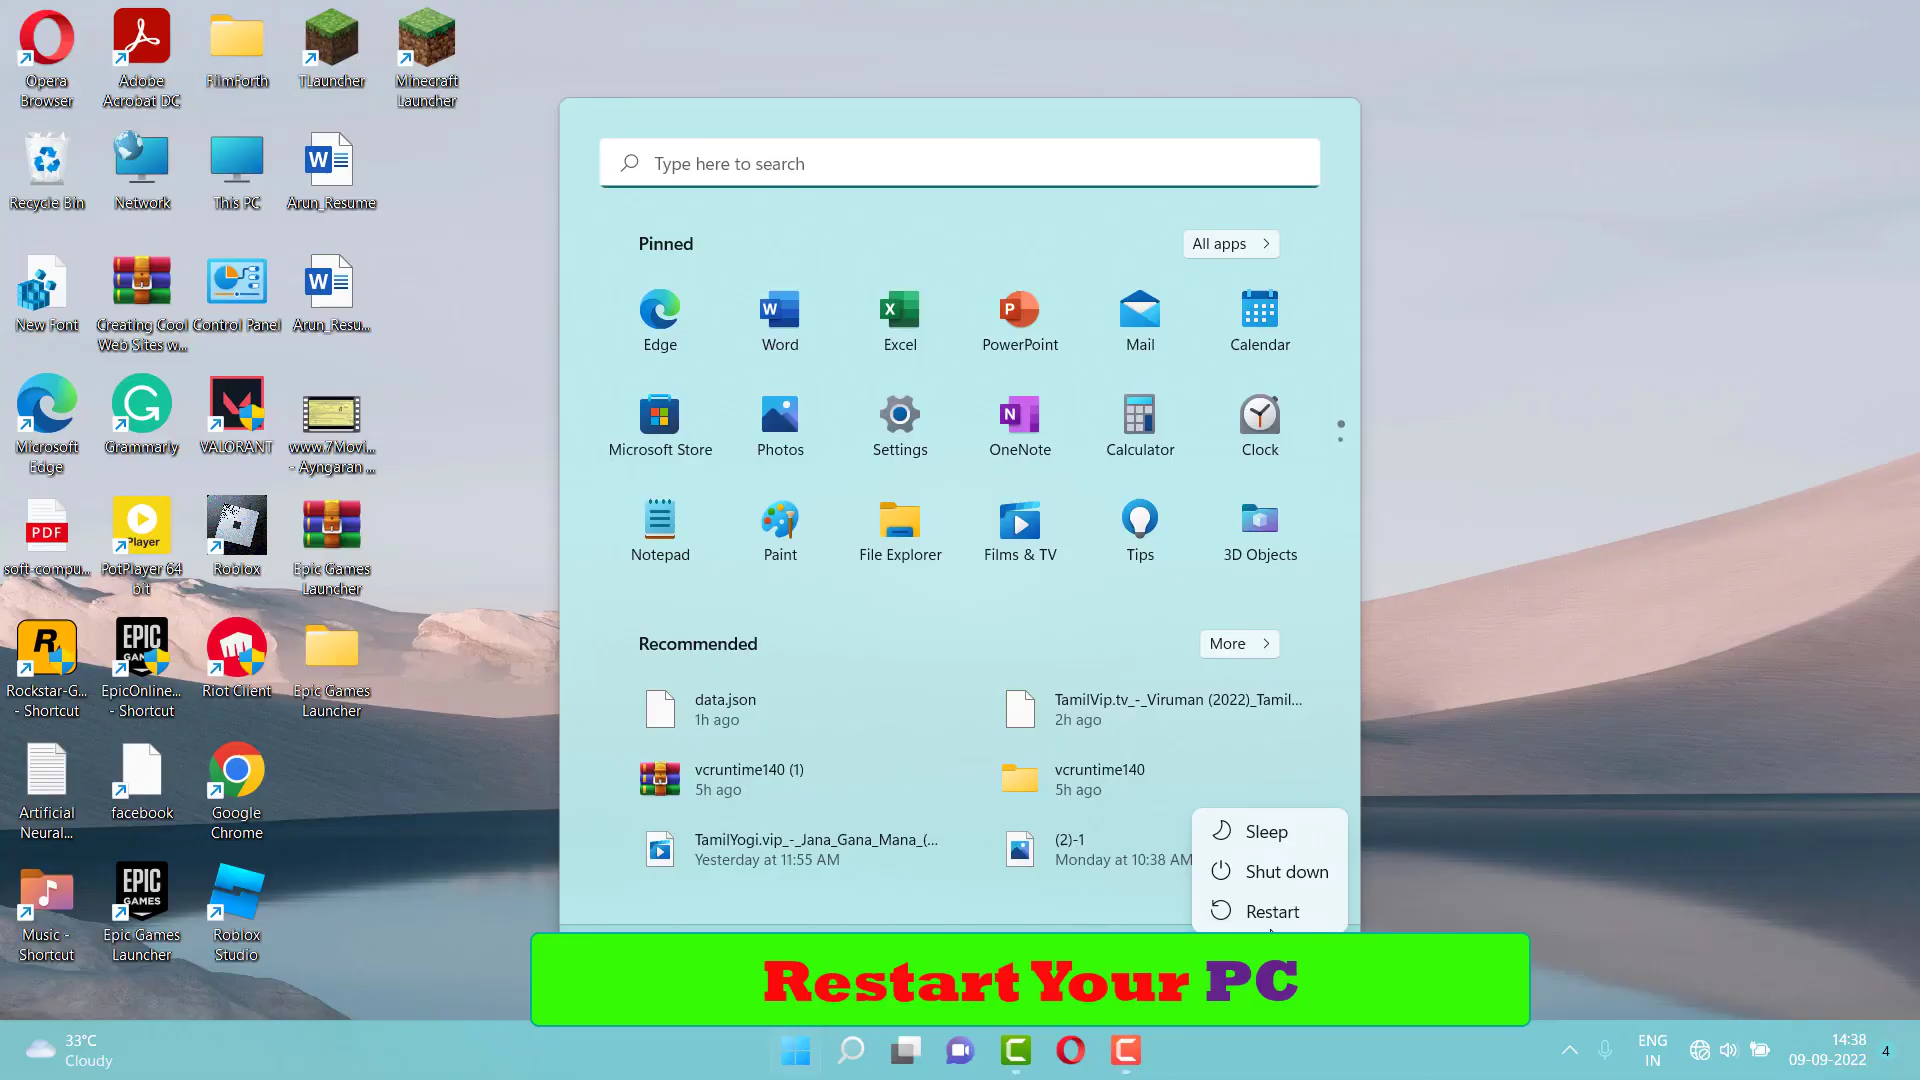 Opera
Browser
Adobe
Acrobat DC
FilmForth
TLauncher
Minecraft
Launcher
Recycle Bin
Network
This PC
Arun_Resume
New Font
Creating Cool
Web Sites w...
Control Panel
Arun_Resu...
Microsoft
Edge
Grammarly
VALORANT
www.7Movi...
- Ayngaran ...
PDF
soft-compu...
Player
PotPlayer 64
bit
Roblox
Epic Games
Launcher
Rockstar-G...
- Shortcut
EPIC
EpicOnline...
- Shortcut
Riot Client
Epic Games
Launcher
Artificial
Neural...
facebook
Google
Chrome
Music -
Shortcut
EPIC
GAMES
Epic Games
Launcher
Roblox
Studio
Type here to search
Pinned
All apps
Edge
Word
Excel
PowerPoint
Mail
Calendar
Microsoft Store
Photos
Settings
OneNote
Calculator
Clock
Notepad
Paint
File Explorer
Films & TV
Tips
3D Objects
Recommended
More
data.json
1h ago
TamilVip.tv_-_Viruman (2022)_Tamil...
2h ago
vcruntime140 (1)
5h ago
vcruntime140
5h ago
TamilYogi.vip_-_Jana_Gana_Mana_(...
Yesterday at 11:55 AM
(2)-1
Monday at 10:38 AM
Sleep
Shut down
Restart
Restart Your PC
33°C
Cloudy
ENG
IN
14:38
09-09-2022
4